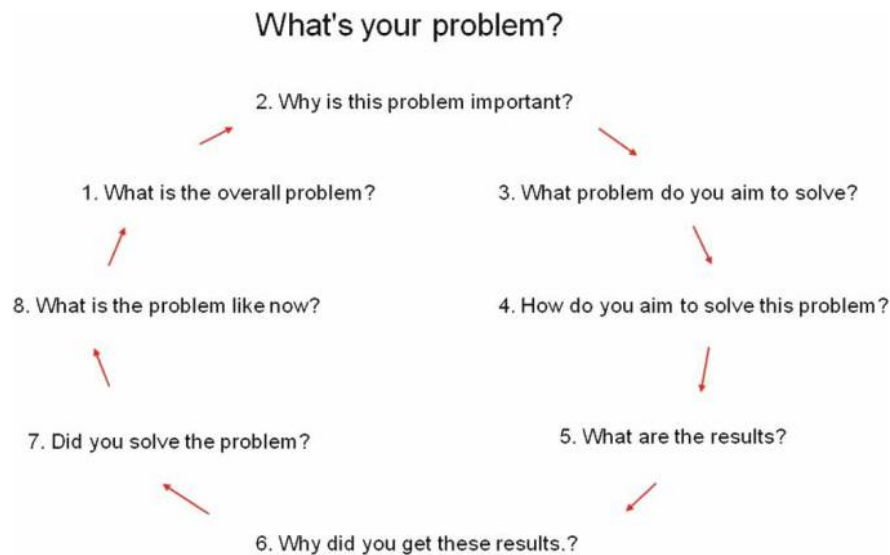 What's your problem?
2. Why is this problem important?
1. What is the overall problem?
3. What problem do you aim to solve?
8. What is the problem like now?
4. How do you aim to solve this problem?
7. Did you solve the problem?
5. What are the results?
6. Why did you get these results.?